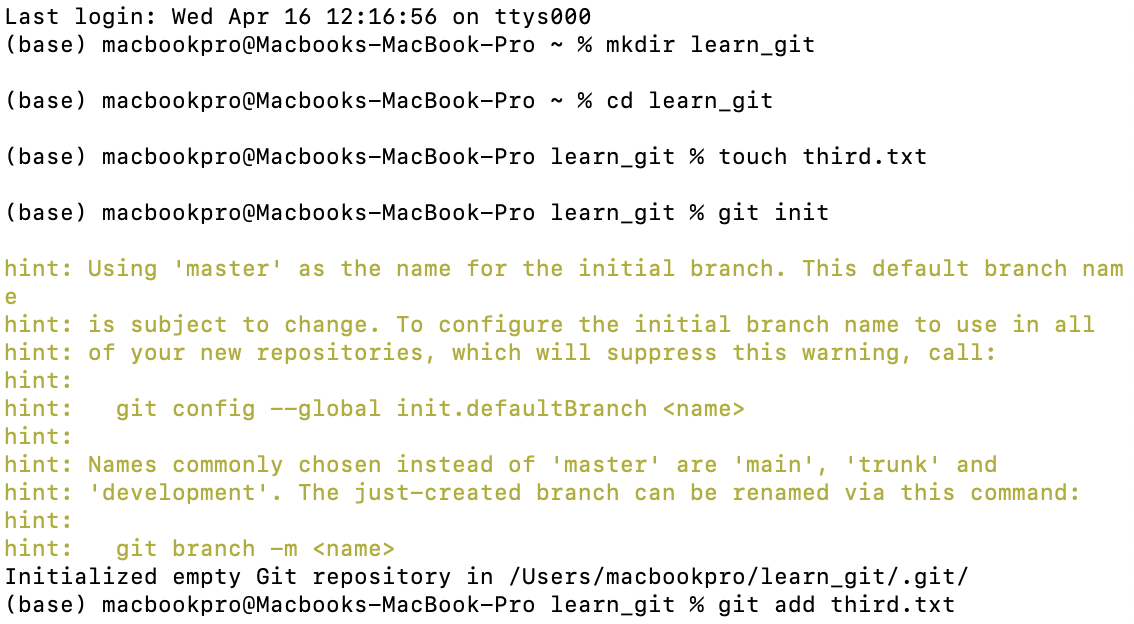 Last login: Wed Apr 16 12:16:56 on ttys000
(base) macbookpro@Macbooks-MacBook-Pro ~ % mkdir learn_git
(base) macbookpro@Macbooks-MacBook-Pro ~ % cd learn_git
(base) macbookpro@Macbooks-MacBook-Pro learn_git % touch third.txt
(base) macbookpro@Macbooks-MacBook-Pro learn_git % git init
hint: Using 'master' as the name for the initial branch. This default branch nam
e
hint: is subject to change. To configure the initial branch name to use in all
hint: of your new repositories, which will suppress this warning, call:
hint:
hint:   git config --global init.defaultBranch <name>
hint:
hint: Names commonly chosen instead of 'master' are 'main', 'trunk' and
hint: 'development'. The just-created branch can be renamed via this command:
hint:
hint:   git branch -m <name>
Initialized empty Git repository in /Users/macbookpro/learn_git/.git/
(base) macbookpro@Macbooks-MacBook-Pro learn_git % git add third.txt